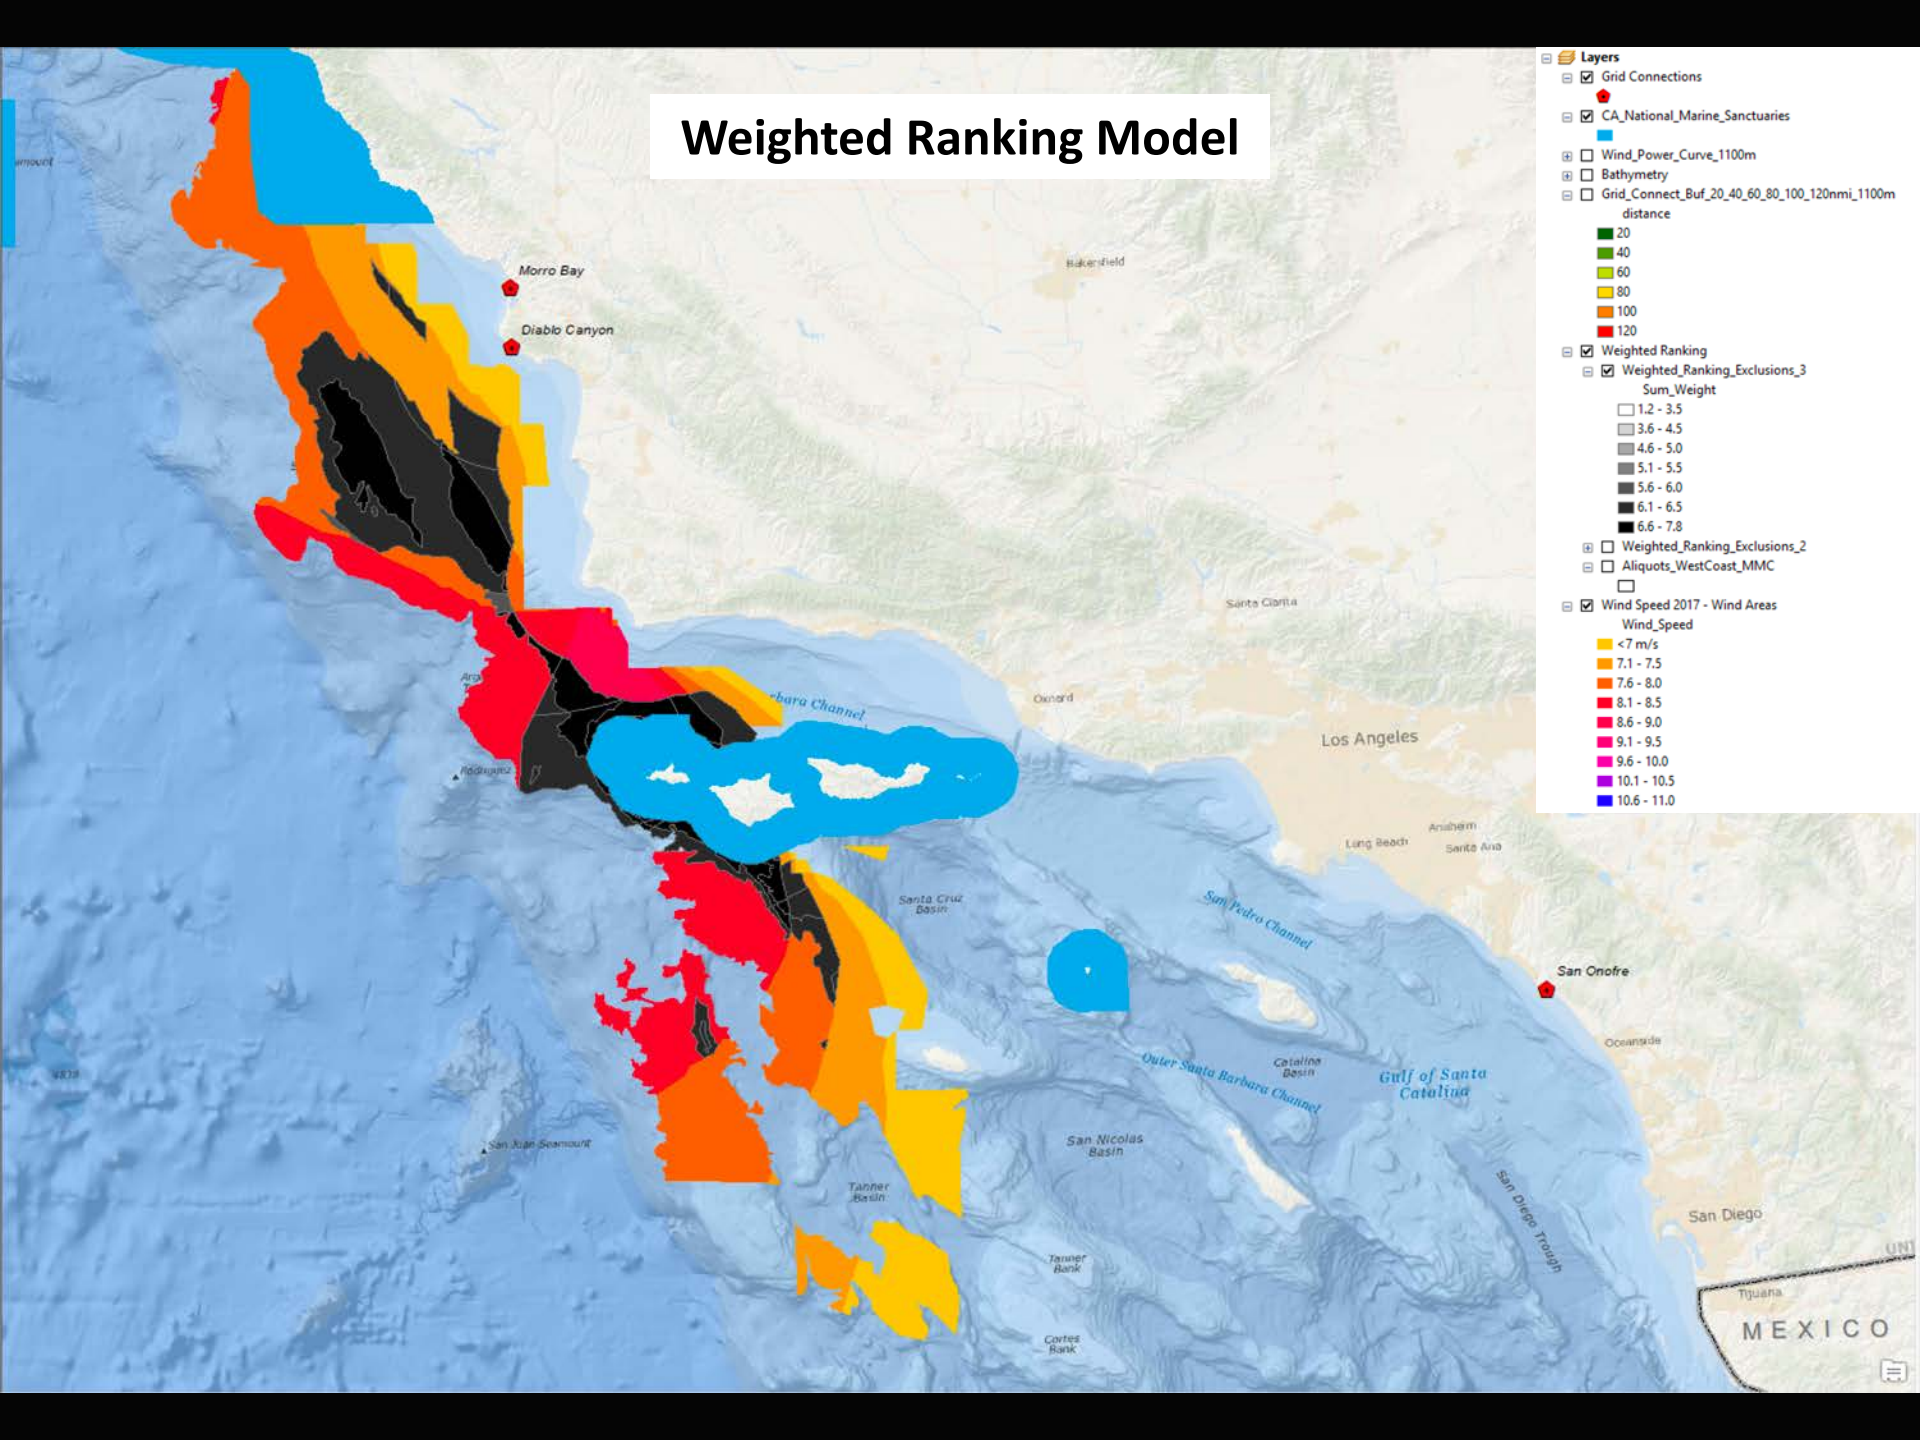 Weighted Ranking Model
Layers
Grid Connections
CA_National_Marine_Sanctuaries
Wind_Power_Curve_1100m
Bathymetry
Grid_Connect_Buf_20_40_60_80_100_120nmi_1100m
distance
20
40
60
80
100
120
Weighted Ranking
Weighted_Ranking_Exclusions_3
Sum_Weight
1.2 - 3.5
3.6 - 4.5
4.6 - 5.0
5.1 - 5.5
5.6 - 6.0
6.1 - 6.5
6.6 - 7.8
Weighted_Ranking_Exclusions_2
Aliquots_WestCoast_MMC
Wind Speed 2017 - Wind Areas
Wind_Speed
<7 m/s
7.1 - 7.5
7.6 - 8.0
8.1 - 8.5
8.6 - 9.0
9.1 - 9.5
9.6 - 10.0
10.1 - 10.5
10.6 - 11.0
amount
Morro Bay
Bakersfield
Diablo Canyon
Santa Clarita
Oxnard
rbara Channel
Los Angeles
Rodriguez
Anaheim
Long Beach
Santa Ana
Santa Cruz
Basin
San Pedro Channel
San Onofre
Oceanside
Catalina
Basin
Outer Santa Barbara Channel
Gulf of Santa
Catalina
San Juan Seamount
San Nicolas
Basin
Tanner
Basin
San Diego Trough
San Diego
Tanner
Bank
UNI
Tijuana
Cortes
Bank
MEXICO